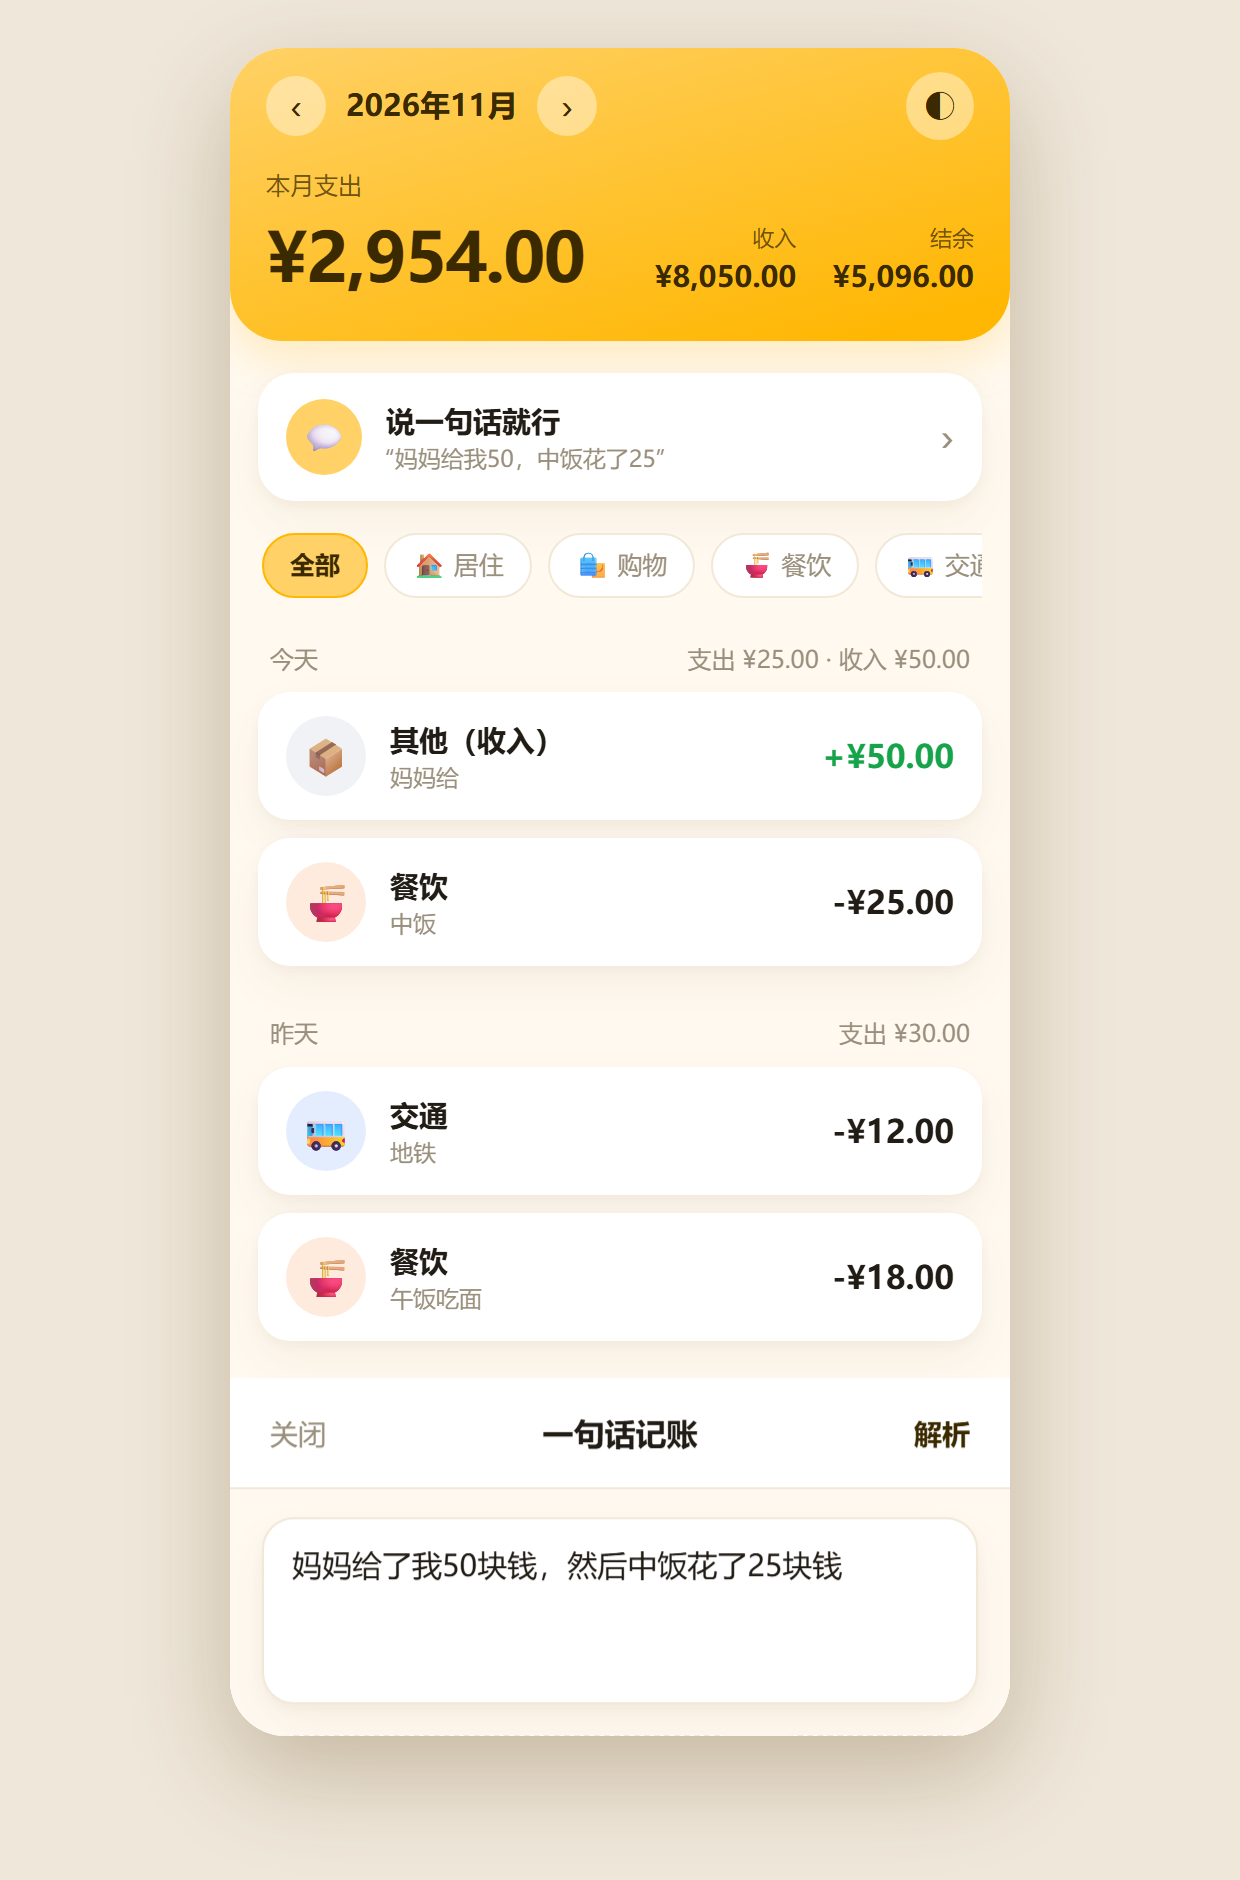 ‹ 2026年11月 ›
本月支出
¥2,954.00
收入 结余
¥8,050.00 ¥5,096.00
说一句话就行
“妈妈给我50，中饭花了25”
›
全部 居住 购物 餐饮 交通
今天 支出 ¥25.00 · 收入 ¥50.00
其他（收入）
妈妈给
+¥50.00
餐饮
中饭
-¥25.00
昨天 支出 ¥30.00
交通
地铁
-¥12.00
餐饮
午饭吃面
-¥18.00
关闭 一句话记账 解析
妈妈给了我50块钱，然后中饭花了25块钱